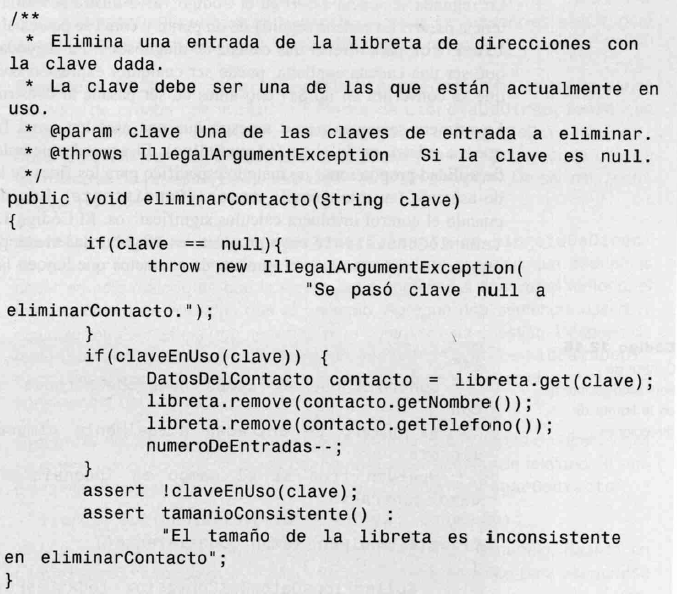 /**
* Elimina una entrada de la libreta de direcciones con
la clave dada.
* La clave debe ser una de las que están actualmente en
uso.
* @param clave Una de las claves de entrada a eliminar.
* @throws IllegalArgumentException Si la clave es null.
*/
public void eliminarContacto(String clave)
{
if(clave == null){
throw new IllegalArgumentException(
"Se pasó clave null a
eliminarContacto.");
}
if(claveEnUso(clave)) {
DatosDelContacto contacto = libreta.get(clave);
libreta.remove(contacto.getNombre());
libreta.remove(contacto.getTelefono());
numeroDeEntradas--;
}
assert !claveEnUso(clave);
assert tamanioConsistente() :
"El tamaño de la libreta es inconsistente
en eliminarContacto";
}